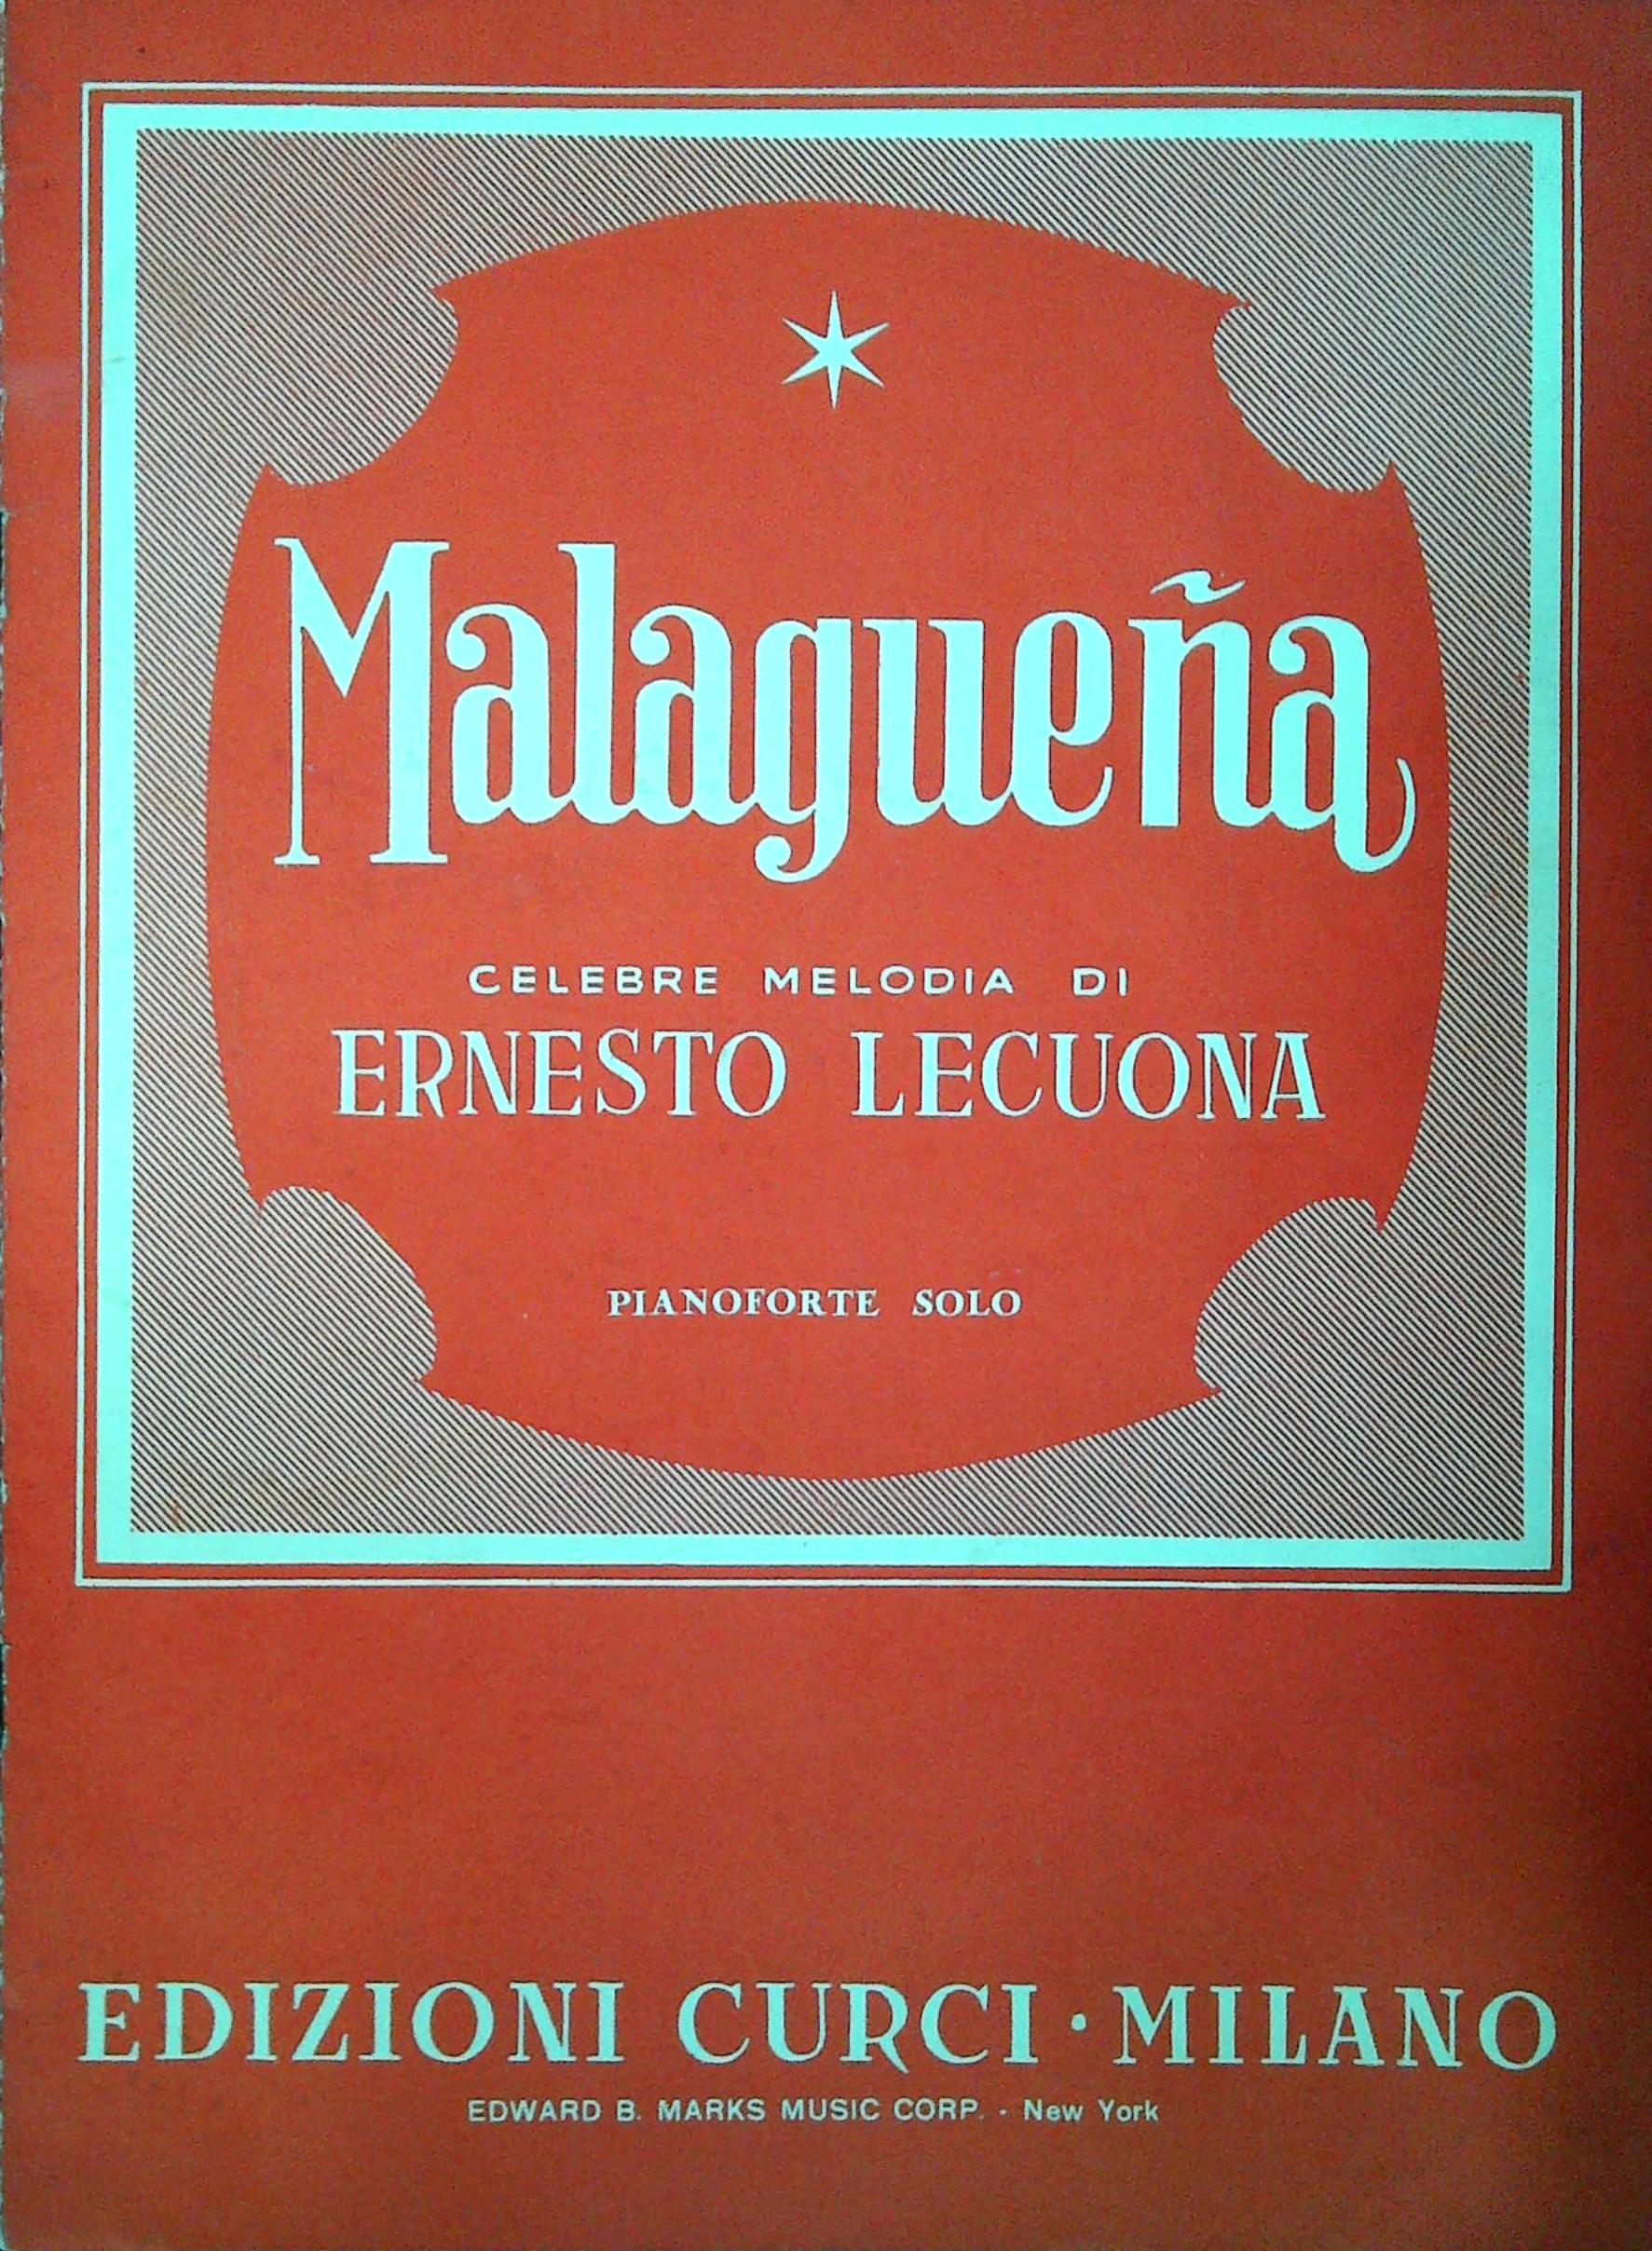 Malagueña
CELEBRE MELODIA DI
ERNESTO LECUONA
PIANOFORTE SOLO
EDIZIONI CURCI · MILANO
EDWARD B. MARKS MUSIC CORP. - New York